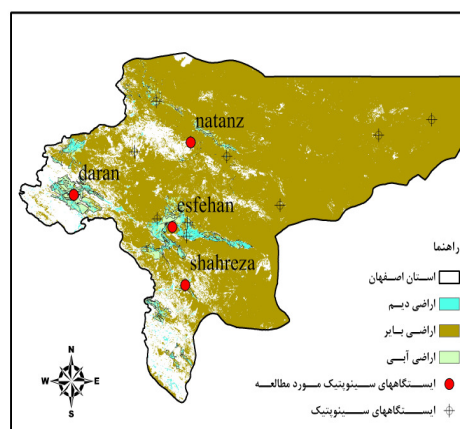 natanz
daran
esfehan
shahreza
راهنما
استان اصفهان
اراضی دیم
اراضی بایر
اراضی آبی
ایستگاههای سینوپتیک مورد مطالعه
ایستگاههای سینوپتیک
N
W E
S